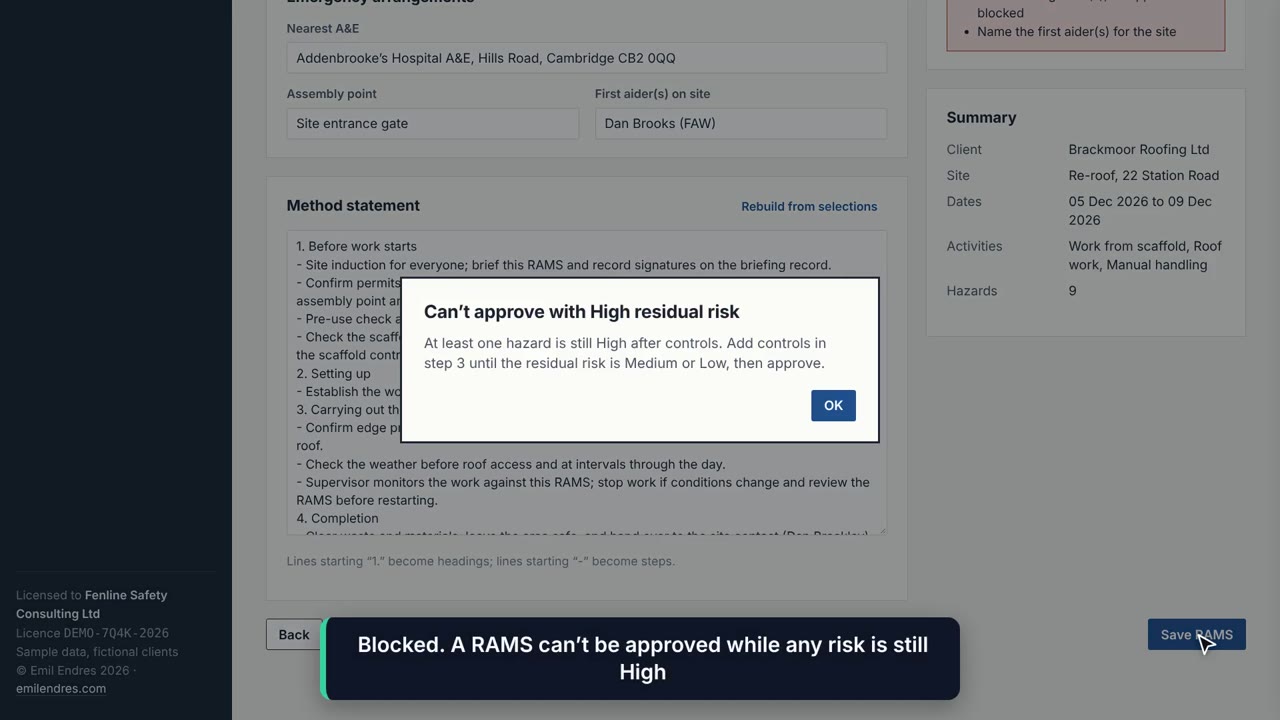 Emergency arrangements
Nearest A&E
Addenbrooke’s Hospital A&E, Hills Road, Cambridge CB2 0QQ
Assembly point
First aider(s) on site
Site entrance gate
Dan Brooks (FAW)
Method statement
Rebuild from selections
1. Before work starts
- Site induction for everyone; brief this RAMS and record signatures on the briefing record.
- Confirm permits
assembly point
- Pre-use check
- Check the
the scaffold
2. Setting up
- Establish the
3. Carrying out
- Confirm edge
roof.
- Check the weather before roof access and at intervals through the day.
- Supervisor monitors the work against this RAMS; stop work if conditions change and review the
RAMS before restarting.
4. Completion
Lines starting “1.” become headings; lines starting “-” become steps.
Can’t approve with High residual risk
At least one hazard is still High after controls. Add controls in
step 3 until the residual risk is Medium or Low, then approve.
OK
blocked
• Name the first aider(s) for the site
Summary
Client Brackmoor Roofing Ltd
Site Re-roof, 22 Station Road
Dates 05 Dec 2026 to 09 Dec
2026
Activities Work from scaffold, Roof
work, Manual handling
Hazards 9
Licensed to Fenline Safety
Consulting Ltd
Licence DEMO-7Q4K-2026
Sample data, fictional clients
© Emil Endres 2026 ·
emilendres.com
Back
Save RAMS
Blocked. A RAMS can’t be approved while any risk is still
High